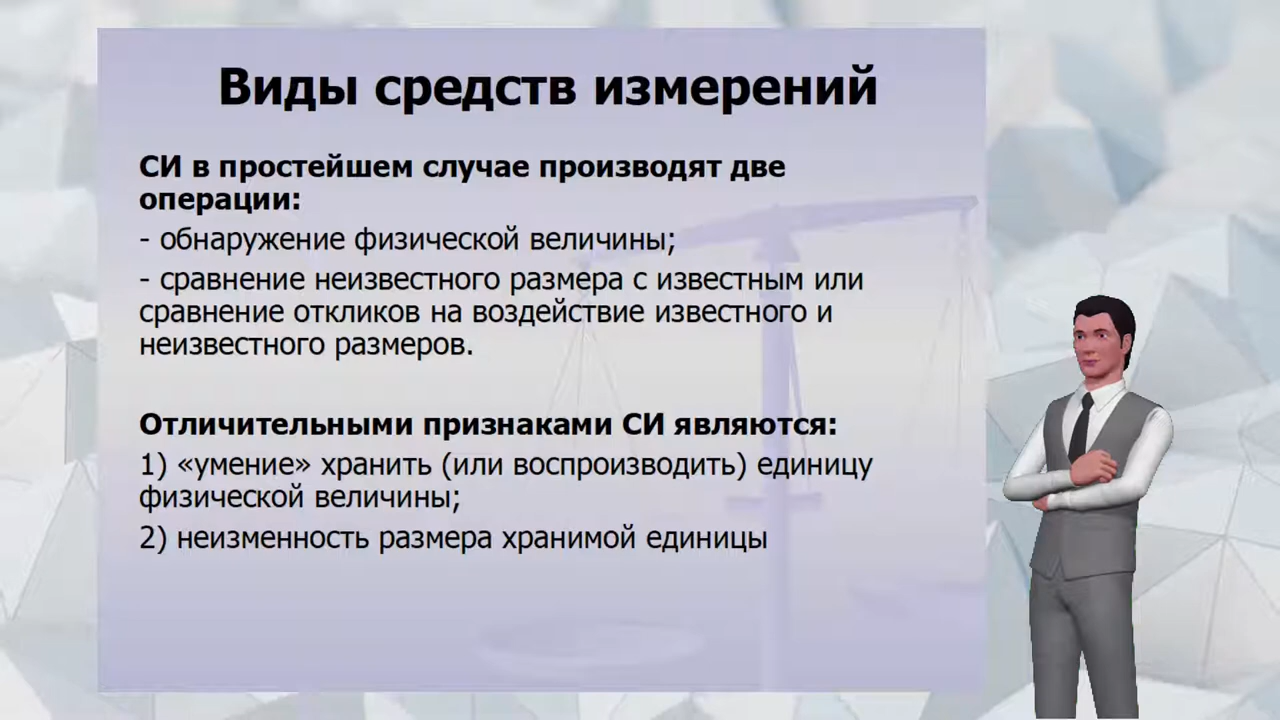 Виды средств измерений
СИ в простейшем случае производят две
операции:
- обнаружение физической величины;
- сравнение неизвестного размера с известным или
сравнение откликов на воздействие известного и
неизвестного размеров.
Отличительными признаками СИ являются:
1) «умение» хранить (или воспроизводить) единицу
физической величины;
2) неизменность размера хранимой единицы